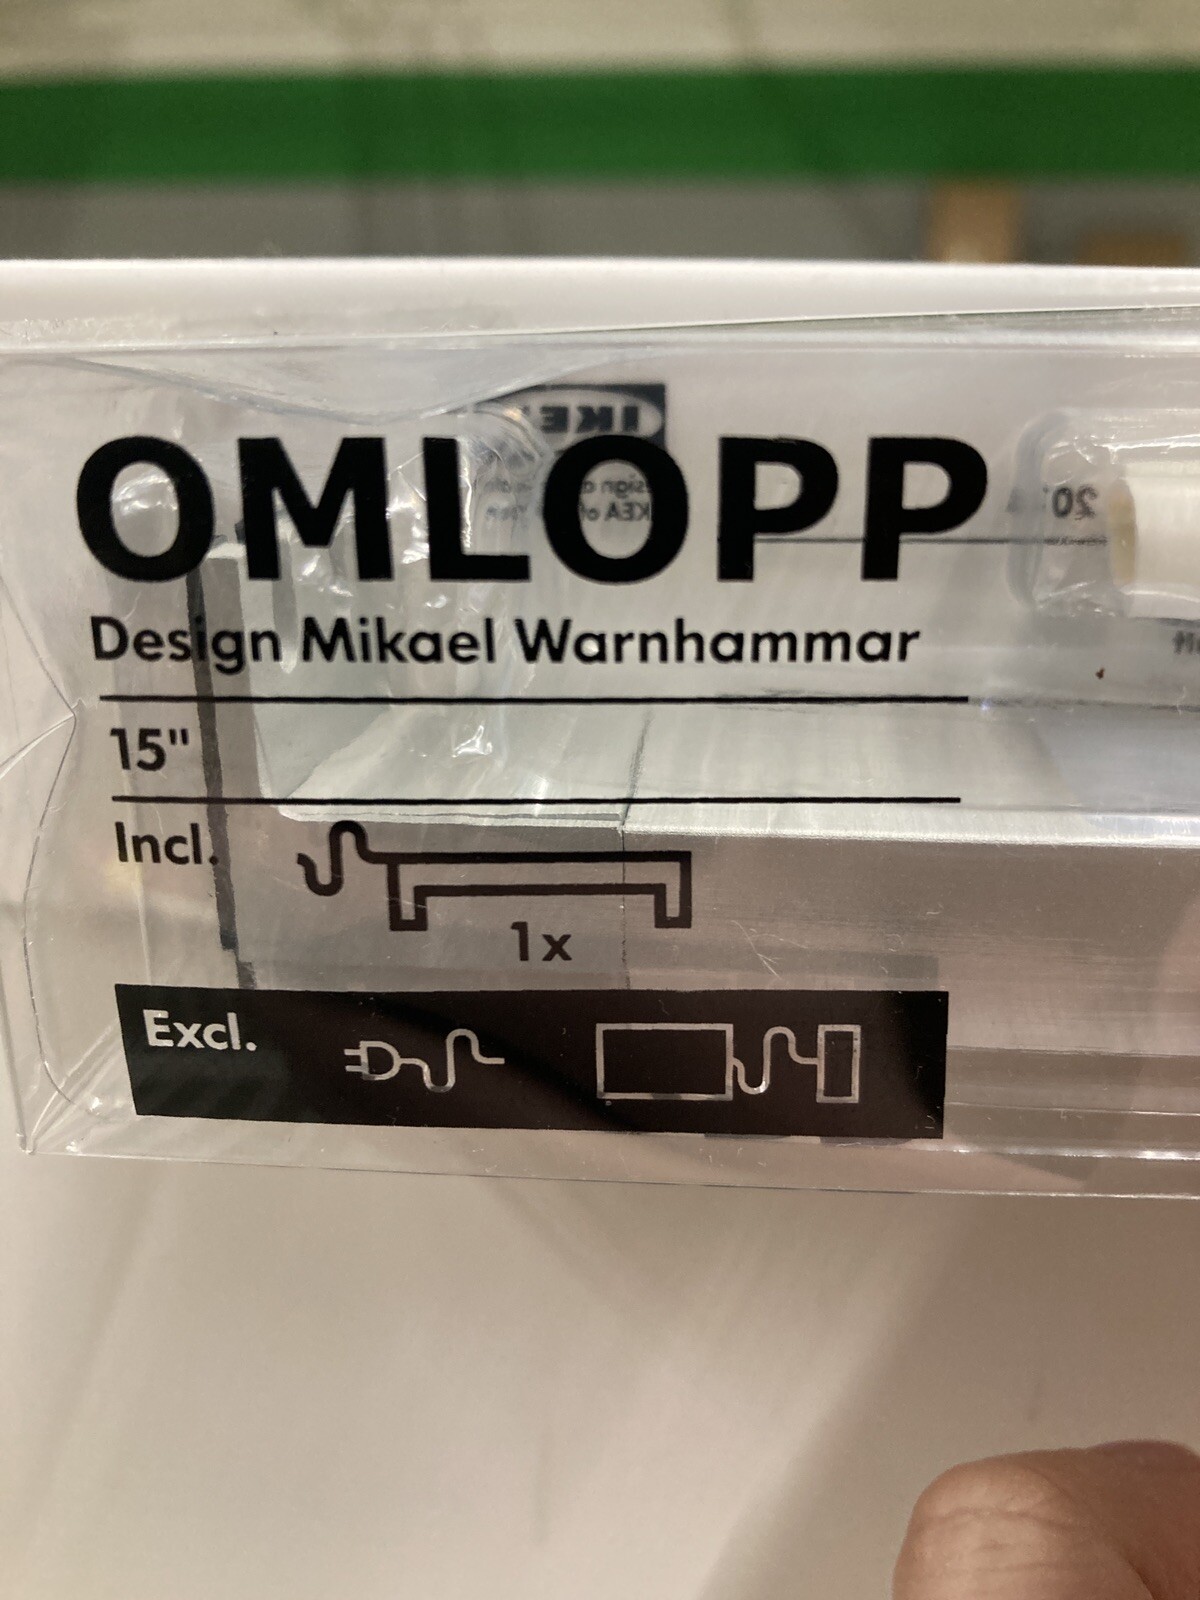 OMLOPP
Design Mikael Warnhammar
15"
Incl.
1x
Excl.